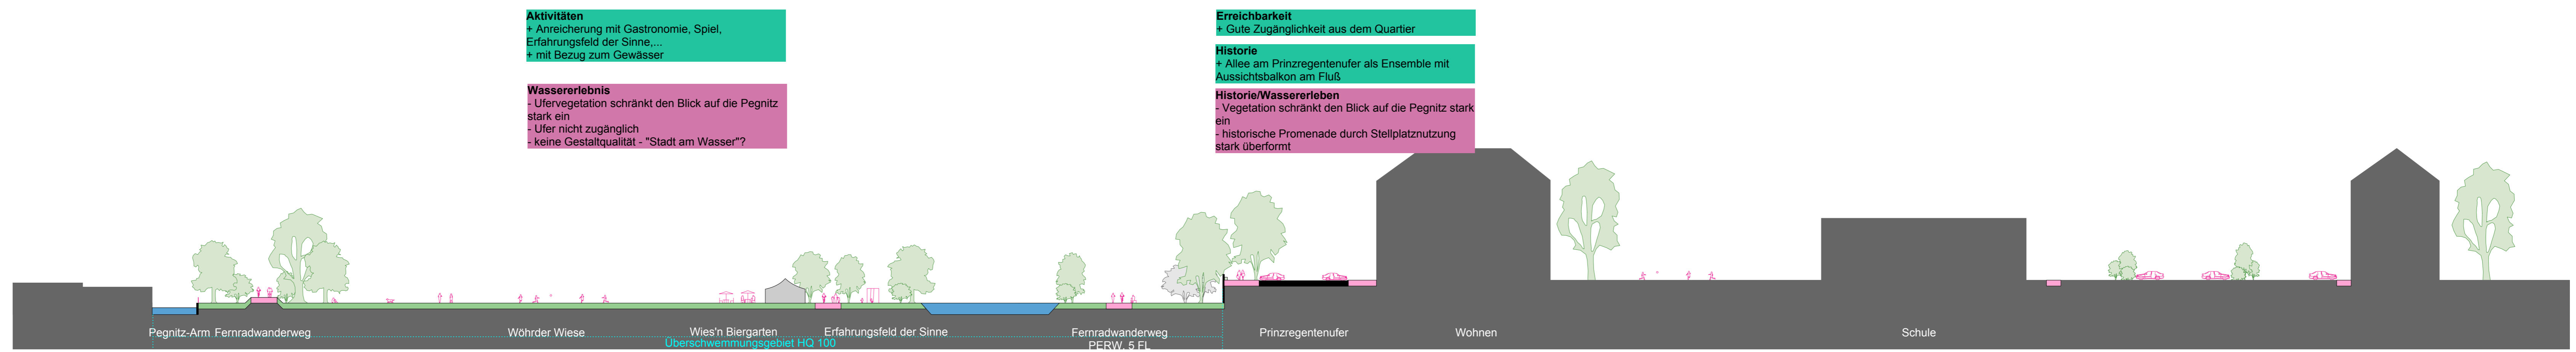 Aktivitäten
+ Anreicherung mit Gastronomie, Spiel,
Erfahrungsfeld der Sinne,...
+ mit Bezug zum Gewässer
Wassererlebnis
- Ufervegetation schränkt den Blick auf die Pegnitz
stark ein
- Ufer nicht zugänglich
- keine Gestaltqualität - "Stadt am Wasser"?
Erreichbarkeit
+ Gute Zugänglichkeit aus dem Quartier
Historie
+ Allee am Prinzregentenufer als Ensemble mit
Aussichtsbalkon am Fluß
Historie/Wassererleben
- Vegetation schränkt den Blick auf die Pegnitz stark
ein
- historische Promenade durch Stellplatznutzung
stark überformt
Pegnitz-Arm
Fernradwanderweg
Wöhrder Wiese
Wies'n Biergarten
Erfahrungsfeld der Sinne
Fernradwanderweg
Prinzregentenufer
Wohnen
Schule
Überschwemmungsgebiet HQ 100
PERW. 5 FL